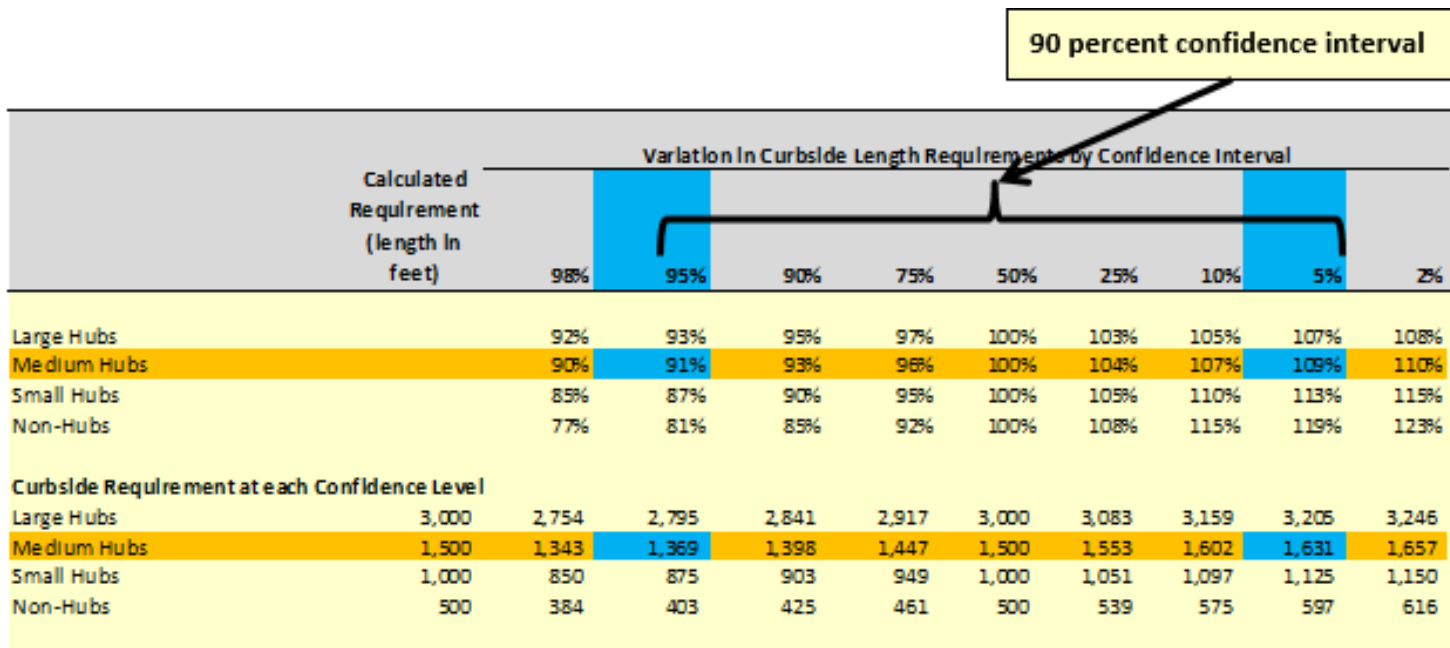 90 percent confidence interval
Variation in Curbside Length Requirements by Confidence Interval
Calculated
Requirement
(length in
feet) 98% 95% 90% 75% 50% 25% 10% 5% 2%
Large Hubs 92% 93% 95% 97% 100% 103% 105% 107% 108%
Medium Hubs 90% 91% 93% 96% 100% 104% 107% 109% 110%
Small Hubs 85% 87% 90% 95% 100% 105% 110% 113% 115%
Non-Hubs 77% 81% 85% 92% 100% 108% 115% 119% 123%
Curbside Requirement at each Confidence Level
Large Hubs 3,000 2,754 2,795 2,841 2,917 3,000 3,083 3,159 3,205 3,246
Medium Hubs 1,500 1,343 1,369 1,398 1,447 1,500 1,553 1,602 1,631 1,657
Small Hubs 1,000 850 875 903 949 1,000 1,051 1,097 1,125 1,150
Non-Hubs 500 384 403 425 461 500 539 575 597 616